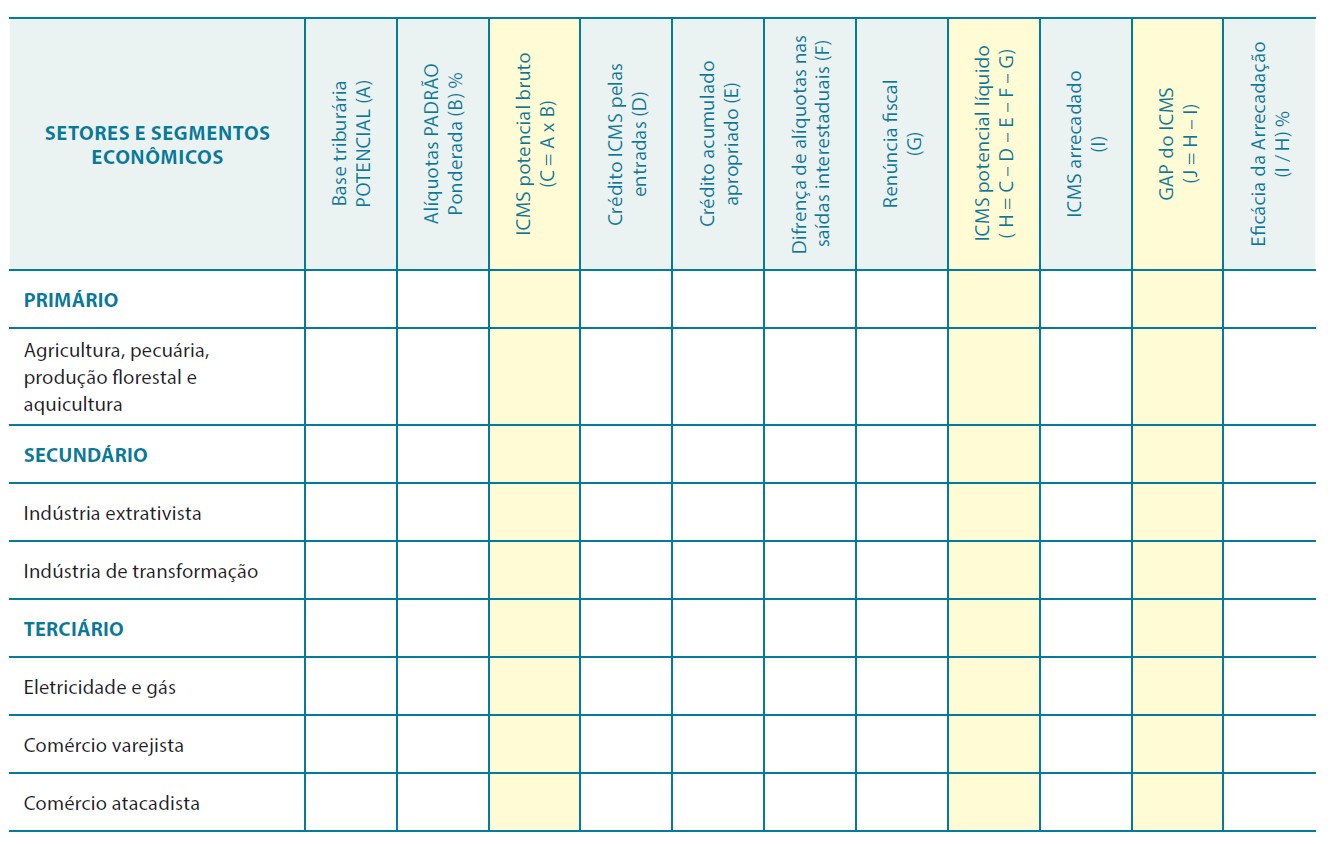 SETORES E SEGMENTOS
ECONÔMICOS
Base triburária
POTENCIAL (A)
Alíquotas PADRÃO
Ponderada (B) %
ICMS potencial bruto
(C = A x B)
Crédito ICMS pelas
entradas (D)
Crédito acumulado
apropriado (E)
Difrença de alíquotas nas
saídas interestaduais (F)
Renúncia fiscal
(G)
ICMS potencial líquido
( H = C – D – E – F – G)
ICMS arrecadado
(I)
GAP do ICMS
(J = H – I)
Eficácia da Arrecadação
(I / H) %
PRIMÁRIO
Agricultura, pecuária,
produção florestal e
aquicultura
SECUNDÁRIO
Indústria extrativista
Indústria de transformação
TERCIÁRIO
Eletricidade e gás
Comércio varejista
Comércio atacadista